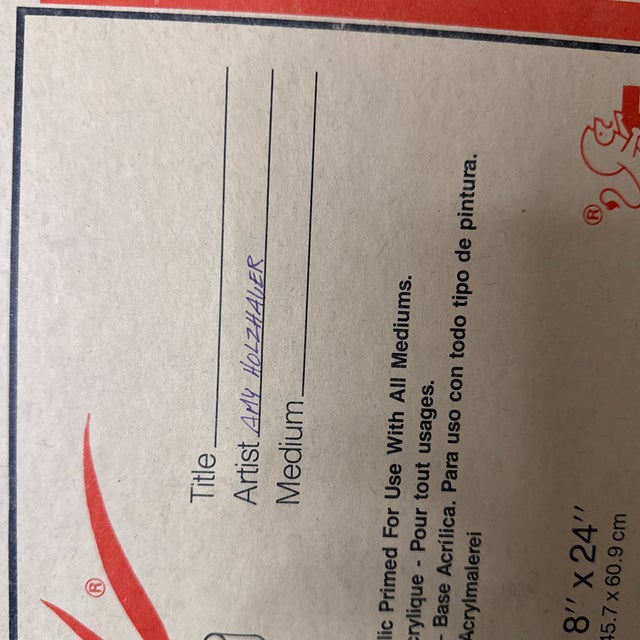 Title
Artist AMY HOLZHAUER
Medium
lic Primed For Use With All Mediums.
crylique - Pour tout usages.
- Base Acrílica. Para uso con todo tipo de pintura.
Acrylmalerei
8" x 24"
45.7 x 60.9 cm
®
®